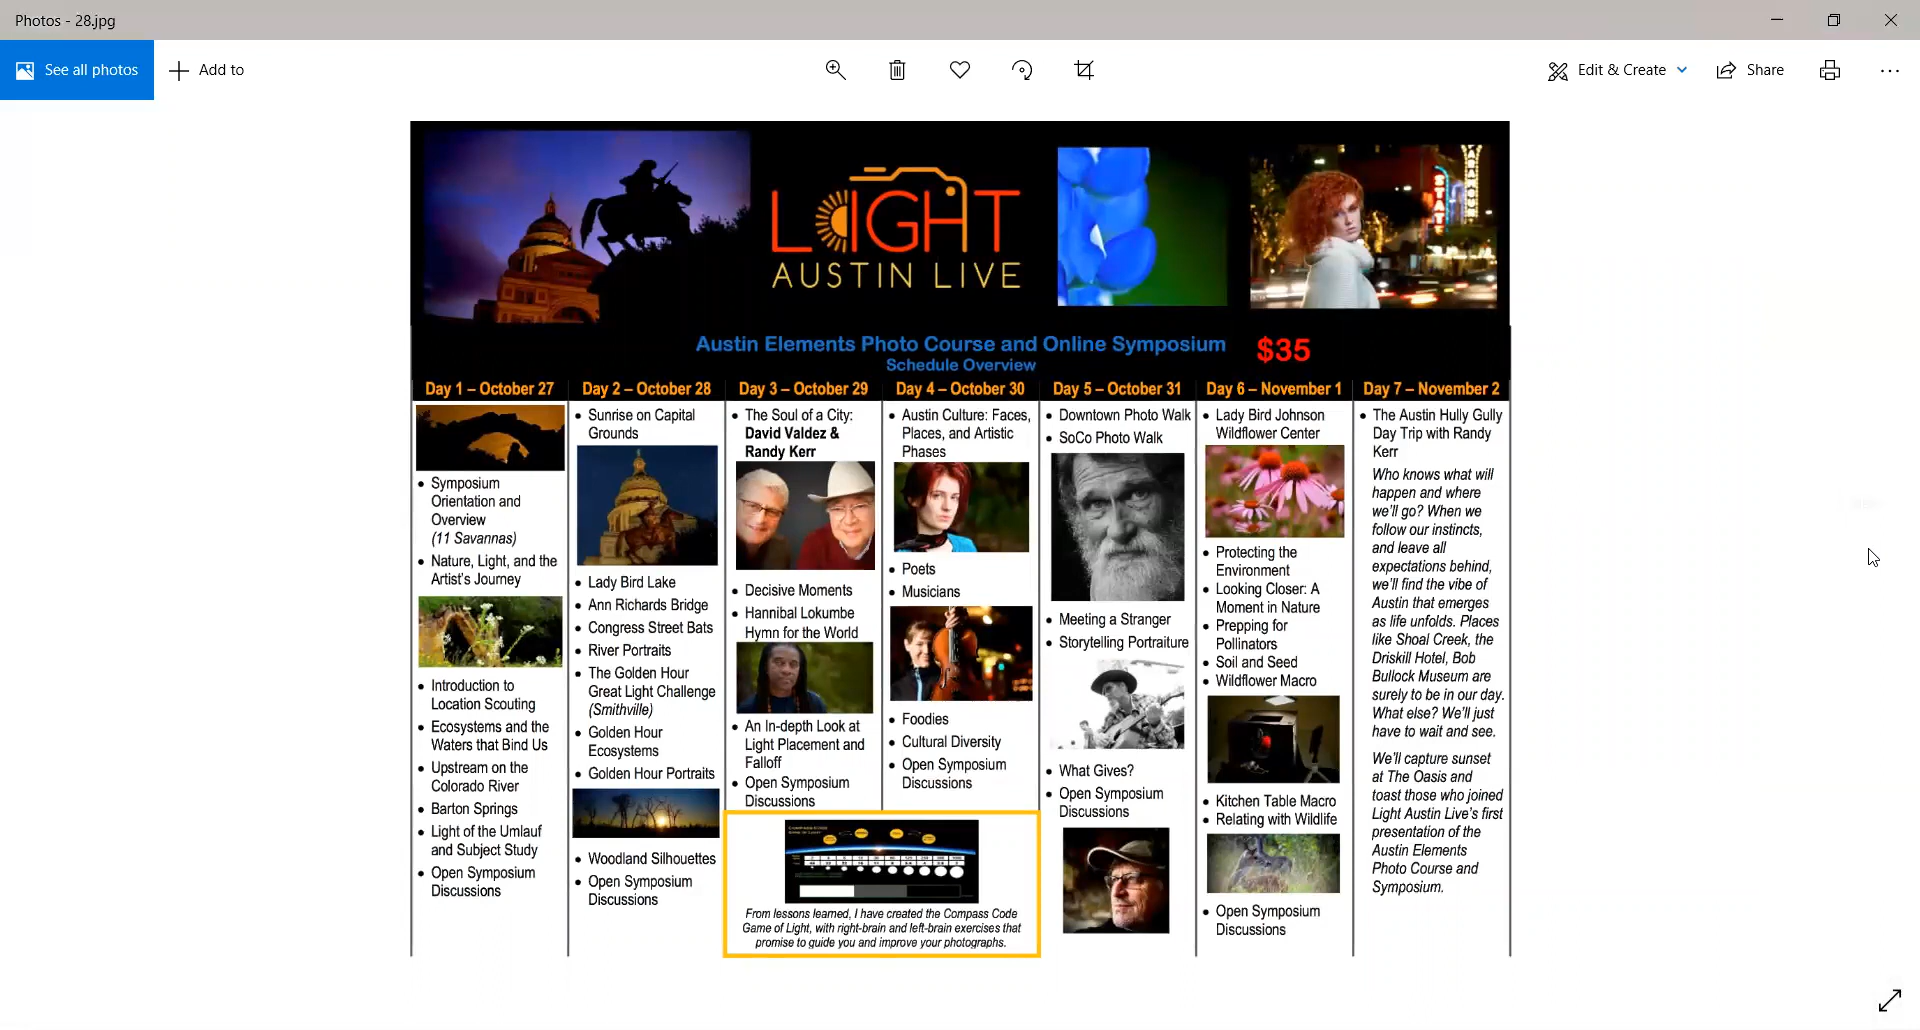 Photos - 28.jpg
See all photos
Add to
Edit & Create
Share
LIGHT
AUSTIN LIVE
STATE
Austin Elements Photo Course and Online Symposium
$35
Schedule Overview
Day 1 – October 27
• Symposium
Orientation and
Overview
(11 Savannas)
• Nature, Light, and the
Artist's Journey
• Introduction to
Location Scouting
• Ecosystems and the
Waters that Bind Us
• Upstream on the
Colorado River
• Barton Springs
• Light of the Umlauf
and Subject Study
• Open Symposium
Discussions
Day 2 – October 28
• Sunrise on Capital
Grounds
• Lady Bird Lake
• Ann Richards Bridge
• Congress Street Bats
• River Portraits
• The Golden Hour
Great Light Challenge
(Smithville)
• Golden Hour
Ecosystems
• Golden Hour Portraits
• Woodland Silhouettes
• Open Symposium
Discussions
Day 3 – October 29
• The Soul of a City:
David Valdez &
Randy Kerr
• Decisive Moments
• Hannibal Lokumbe
Hymn for the World
• An In-depth Look at
Light Placement and
Falloff
• Open Symposium
Discussions
Day 4 – October 30
• Austin Culture: Faces,
Places, and Artistic
Phases
• Poets
• Musicians
• Foodies
• Cultural Diversity
• Open Symposium
Discussions
From lessons learned, I have created the Compass Code
Game of Light, with right-brain and left-brain exercises that
promise to guide you and improve your photographs.
Day 5 – October 31
• Downtown Photo Walk
• SoCo Photo Walk
• Meeting a Stranger
• Storytelling Portraiture
• What Gives?
• Open Symposium
Discussions
Day 6 – November 1
• Lady Bird Johnson
Wildflower Center
• Protecting the
Environment
• Looking Closer: A
Moment in Nature
• Prepping for
Pollinators
• Soil and Seed
• Wildflower Macro
• Kitchen Table Macro
• Relating with Wildlife
• Open Symposium
Discussions
Day 7 – November 2
• The Austin Hully Gully
Day Trip with Randy
Kerr
Who knows what will
happen and where
we'll go? When we
follow our instincts,
and leave all
expectations behind,
we'll find the vibe of
Austin that emerges
as life unfolds. Places
like Shoal Creek, the
Driskill Hotel, Bob
Bullock Museum are
surely to be in our day.
What else? We'll just
have to wait and see.
We'll capture sunset
at The Oasis and
toast those who joined
Light Austin Live's first
presentation of the
Austin Elements
Photo Course and
Symposium.